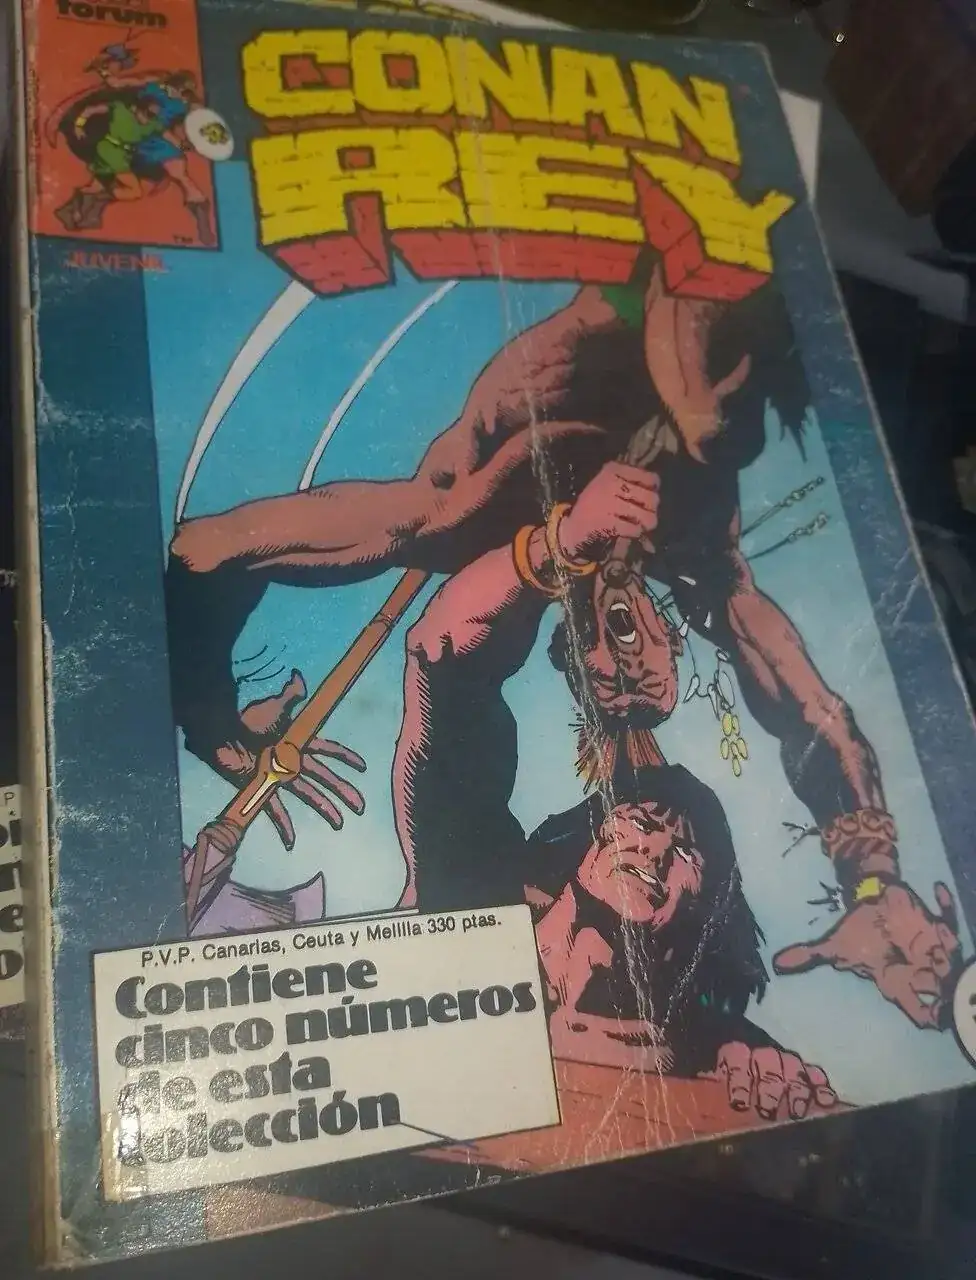 forum
CONAN
REY
JUVENIL
P.V.P. Canarias, Ceuta y Melilla 330 ptas.
Contiene
cinco números
de esta
colección